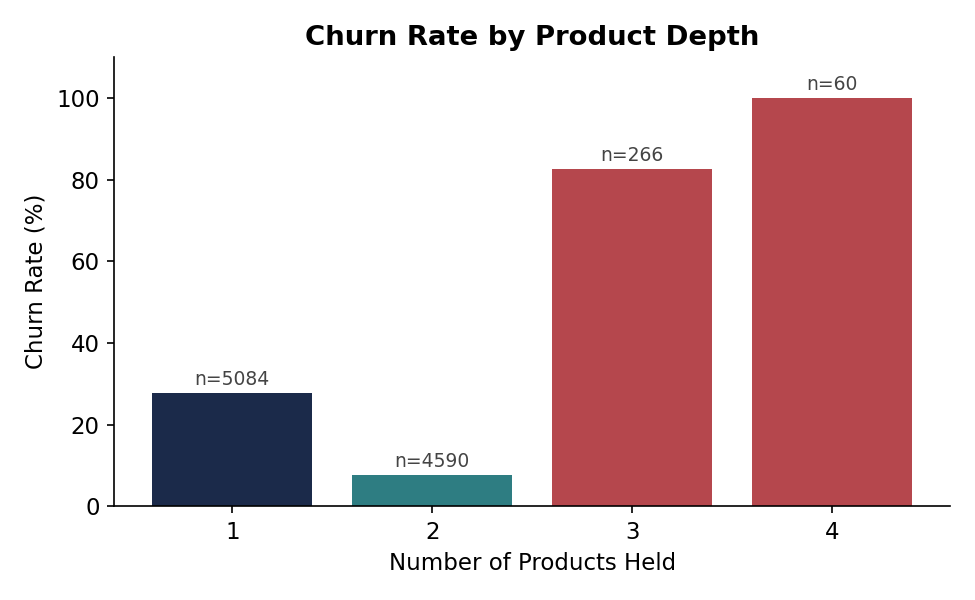 Churn Rate by Product Depth
Churn Rate (%)
100
80
60
40
20
0
n=5084
n=4590
n=266
n=60
1
2
3
4
Number of Products Held